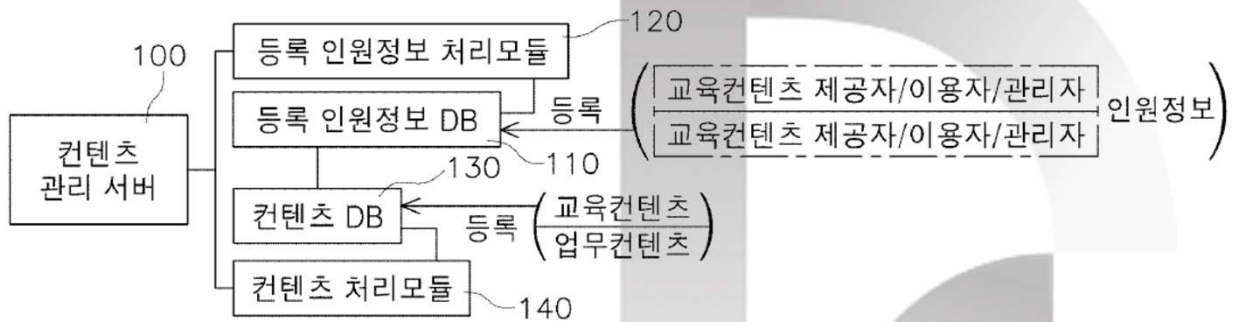 100
컨텐츠
관리 서버
120
등록 인원정보 처리모듈
등록 인원정보 DB
110
등록
교육컨텐츠 제공자/이용자/관리자
교육컨텐츠 제공자/이용자/관리자
인원정보
130
컨텐츠 DB
등록
교육컨텐츠
업무컨텐츠
컨텐츠 처리모듈
140